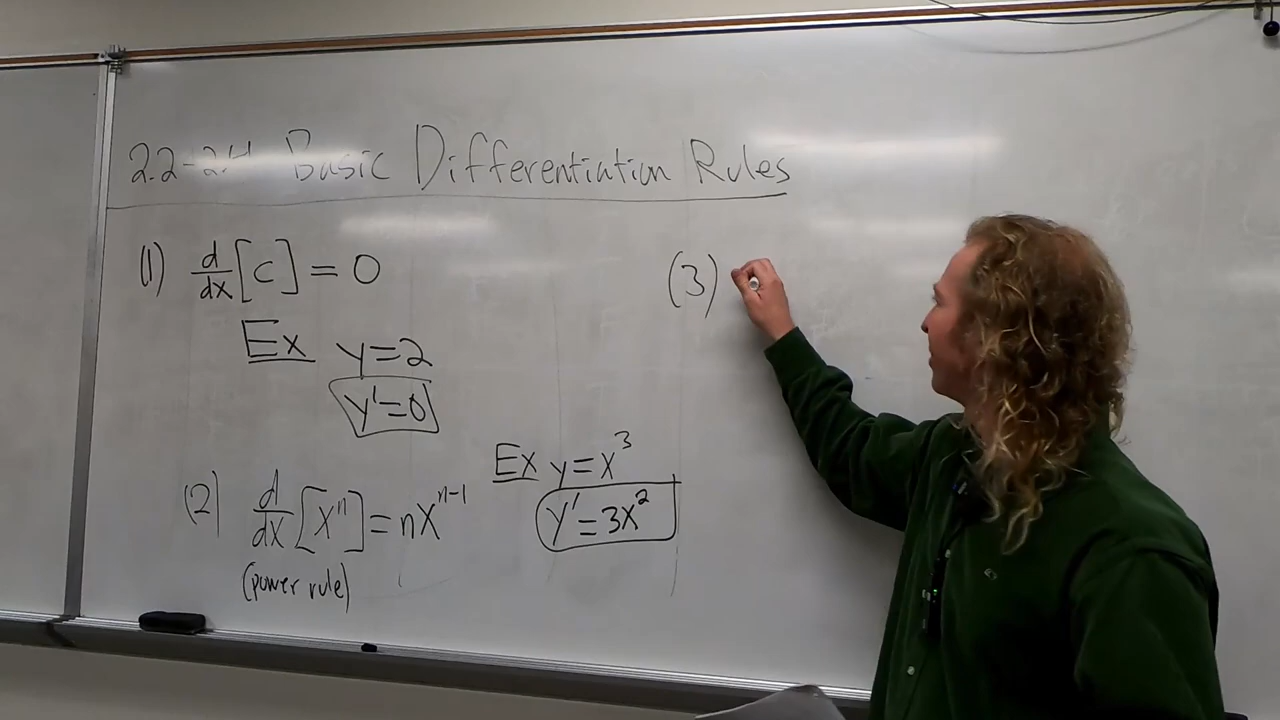 2.2-2.4 Basic Differentiation Rules
(1) d/dx [c] = 0
Ex y=2
y'=0
(2) d/dx [x^n] = nx^(n-1)
(power rule)
Ex y=x^3
y'=3x^2
(3)